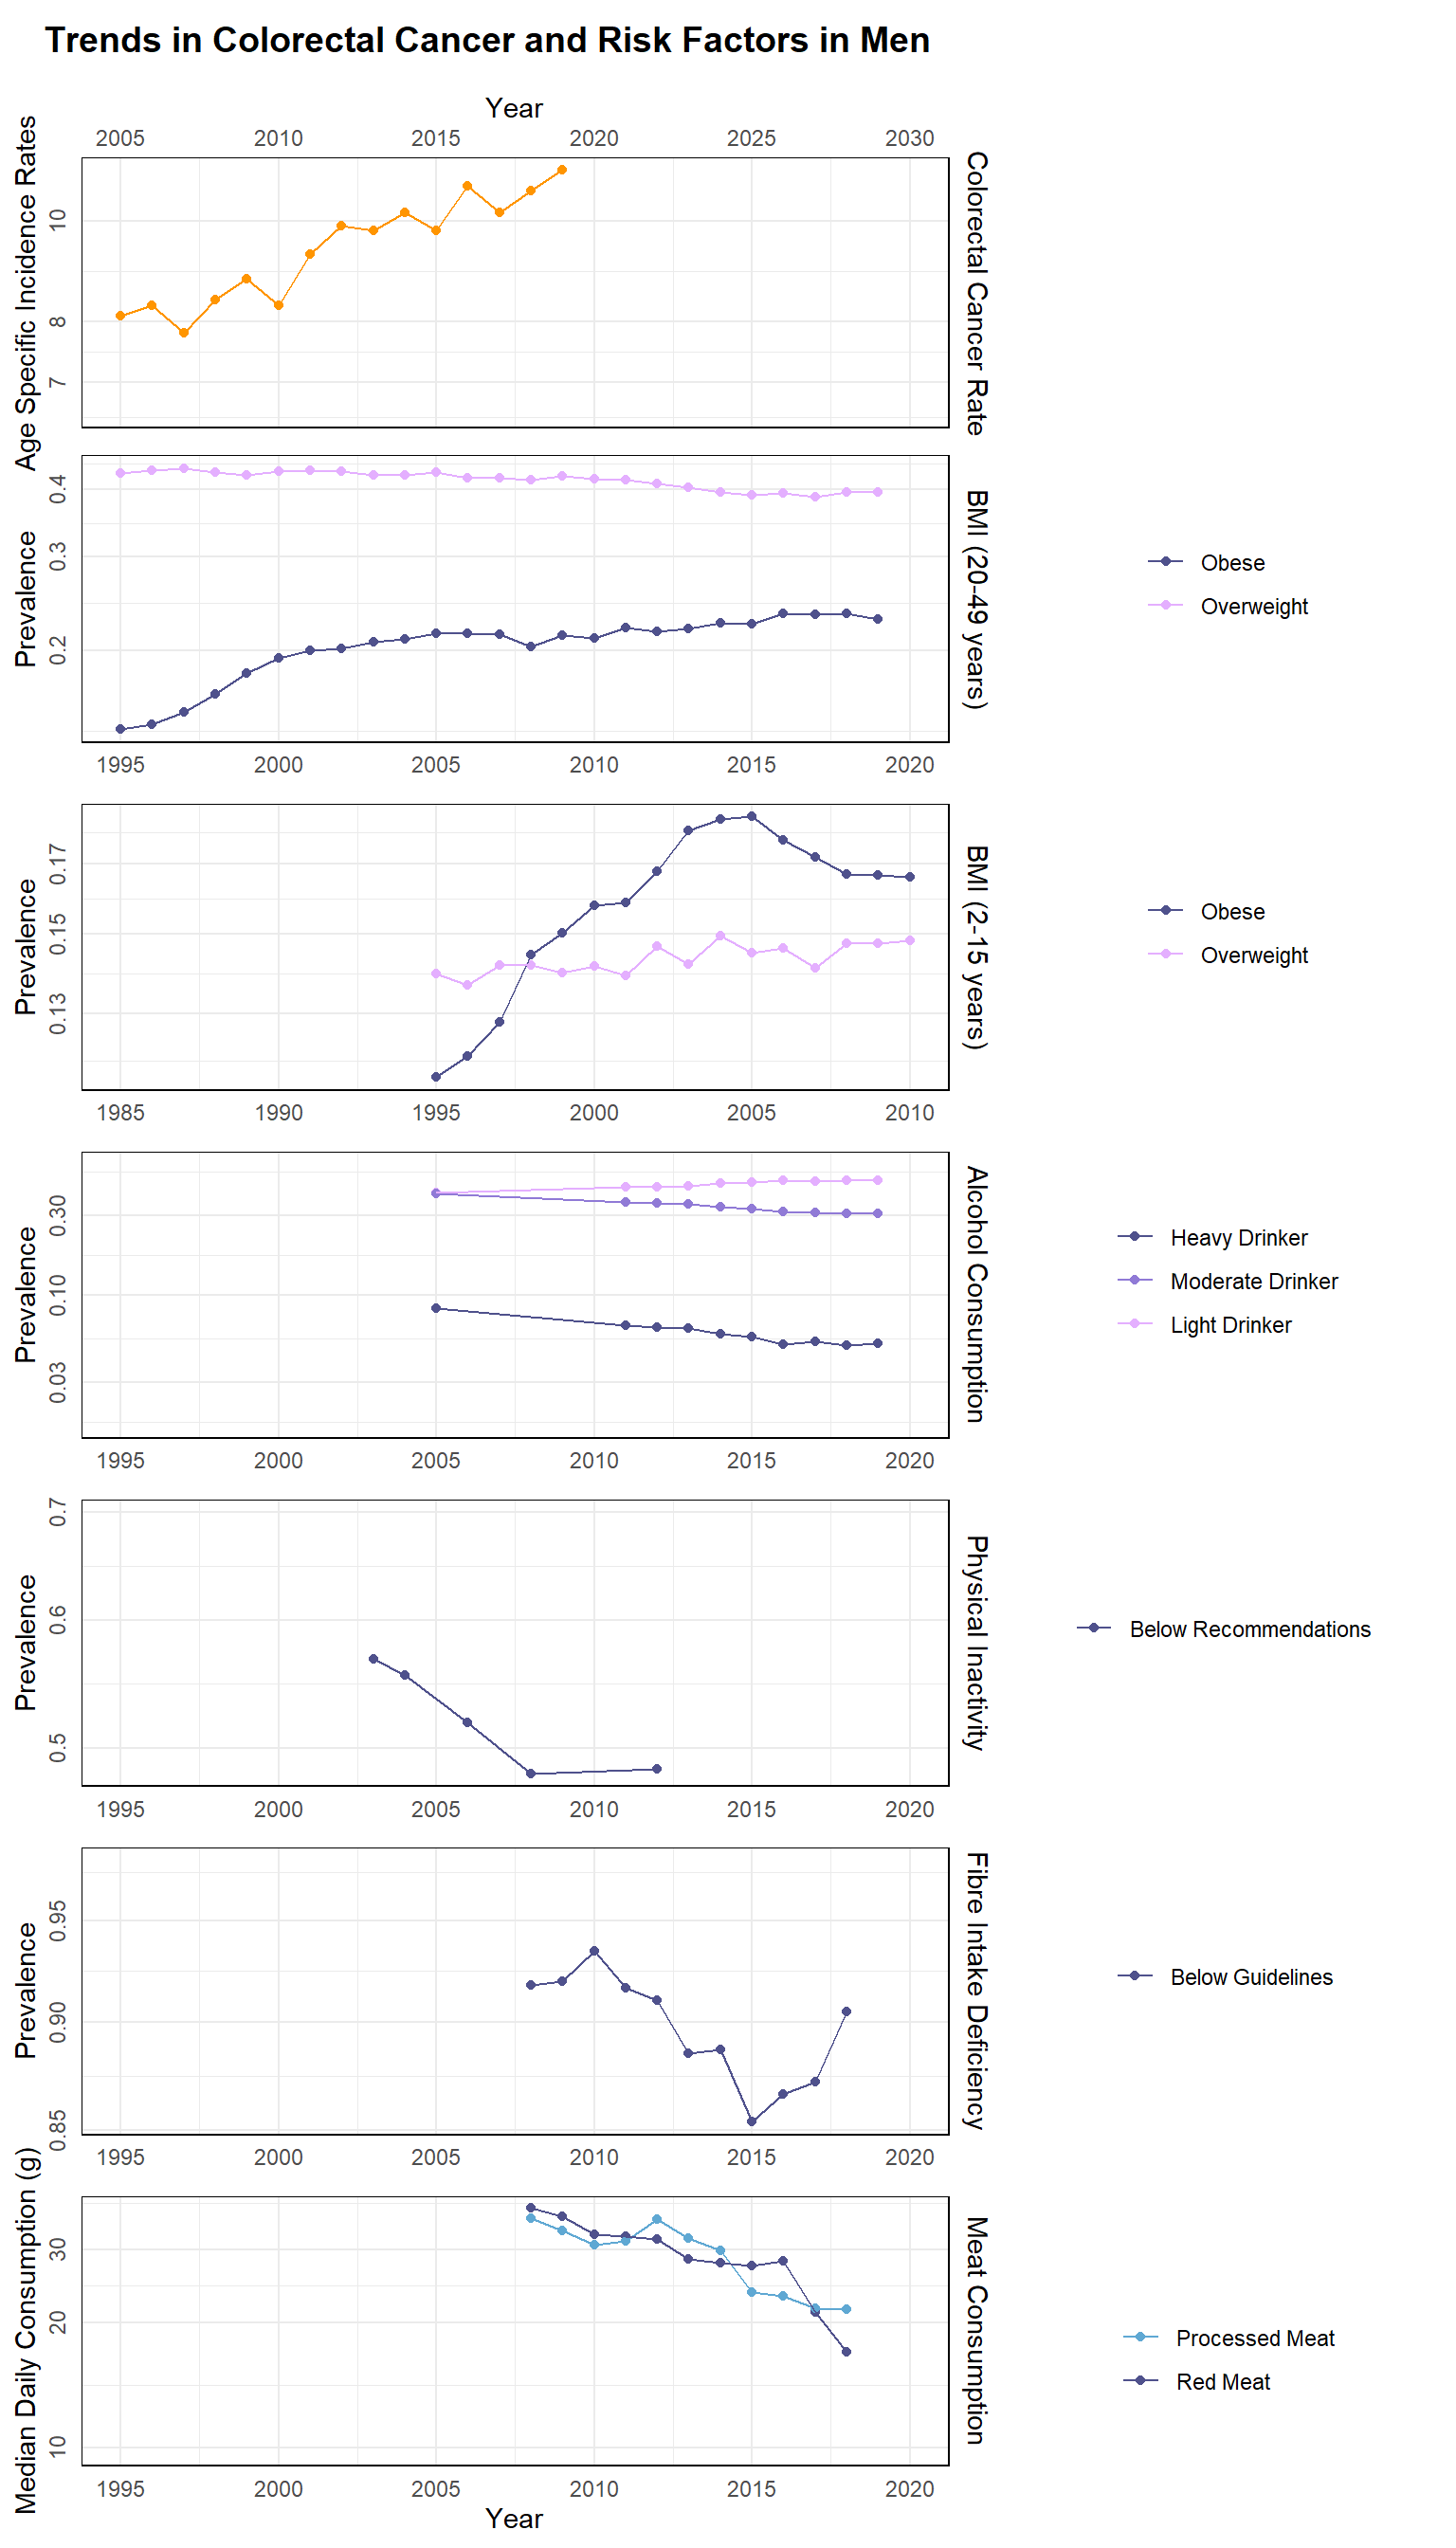 Trends in Colorectal Cancer and Risk Factors in Men
Year
2005 2010 2015 2020 2025 2030
Age Specific Incidence Rates
10
8
7
Colorectal Cancer Rate
Prevalence
0.4
0.3
0.2
BMI (20-49 years)
Obese
Overweight
1995 2000 2005 2010 2015 2020
Prevalence
0.17
0.15
0.13
BMI (2-15 years)
Obese
Overweight
1985 1990 1995 2000 2005 2010
Prevalence
0.30
0.10
0.03
Alcohol Consumption
Heavy Drinker
Moderate Drinker
Light Drinker
1995 2000 2005 2010 2015 2020
Prevalence
0.7
0.6
0.5
Physical Inactivity
Below Recommendations
1995 2000 2005 2010 2015 2020
Prevalence
0.95
0.90
0.85
Fibre Intake Deficiency
Below Guidelines
1995 2000 2005 2010 2015 2020
Median Daily Consumption (g)
30
20
10
Meat Consumption
Processed Meat
Red Meat
1995 2000 2005 2010 2015 2020
Year